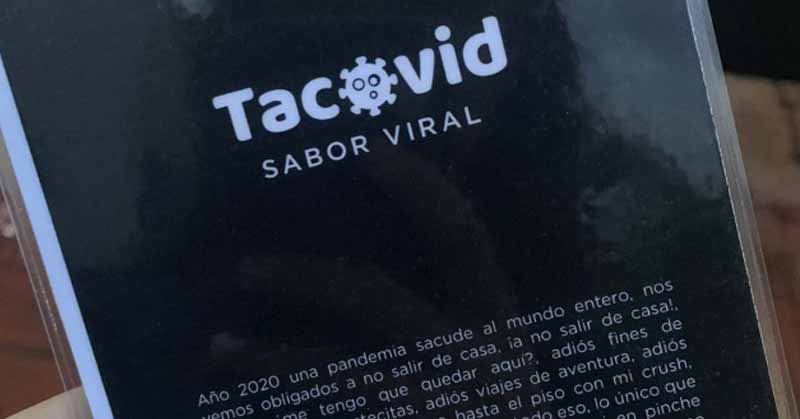 Tacovid
SABOR VIRAL
Año 2020 una pandemia sacude al mundo entero, nos
vemos obligados a no salir de casa, ¡a no salir de casa!,
me tengo que quedar aquí?, adiós fines de
adiós viajes de aventura, adiós
hasta el piso con mi crush,
eso, lo único que
pinche